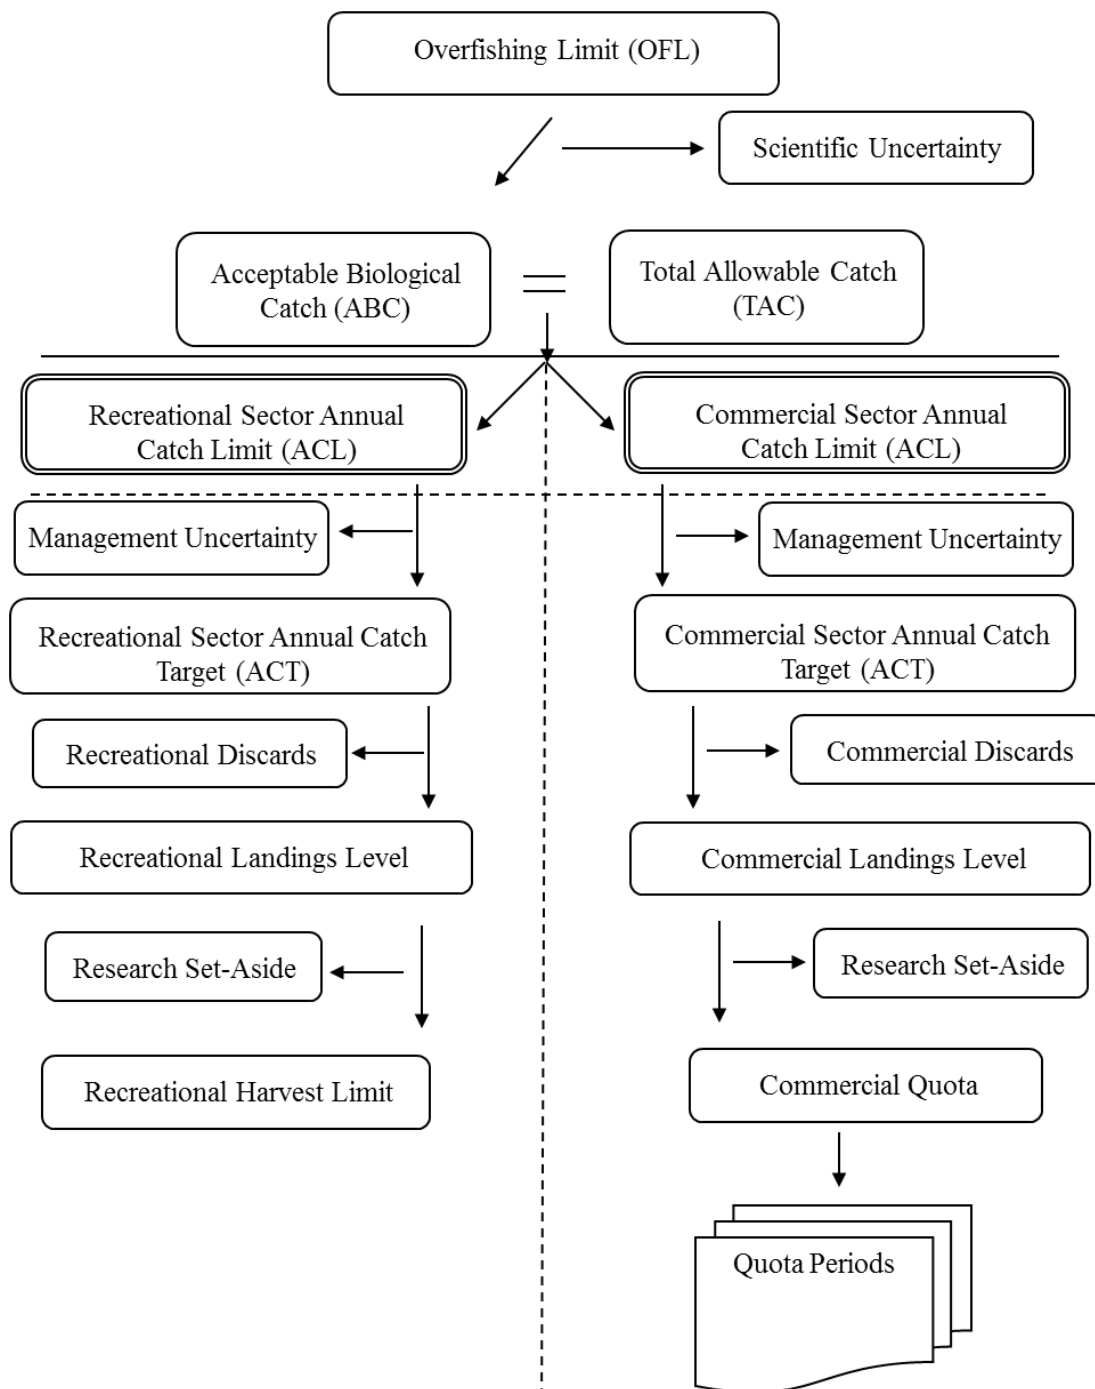 Overfishing Limit (OFL)
Scientific Uncertainty
Acceptable Biological
Catch (ABC)
Total Allowable Catch
(TAC)
Recreational Sector Annual
Catch Limit (ACL)
Commercial Sector Annual
Catch Limit (ACL)
Management Uncertainty
Management Uncertainty
Recreational Sector Annual Catch
Target (ACT)
Commercial Sector Annual Catch
Target (ACT)
Recreational Discards
Commercial Discards
Recreational Landings Level
Commercial Landings Level
Research Set-Aside
Research Set-Aside
Recreational Harvest Limit
Commercial Quota
Quota Periods